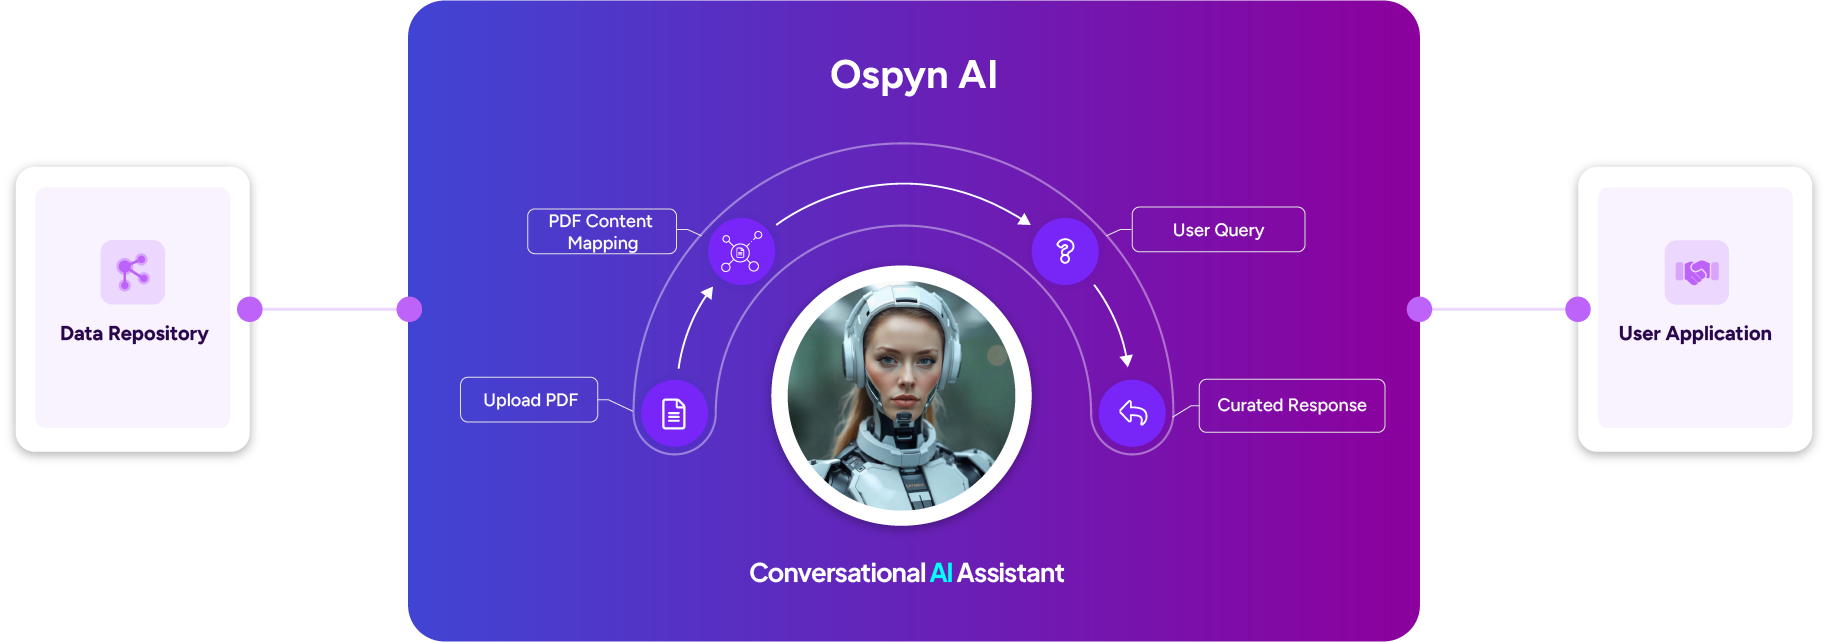 Ospyn AI
PDF Content
Mapping
User Query
Data Repository
User Application
Upload PDF
Curated Response
Conversational AI Assistant